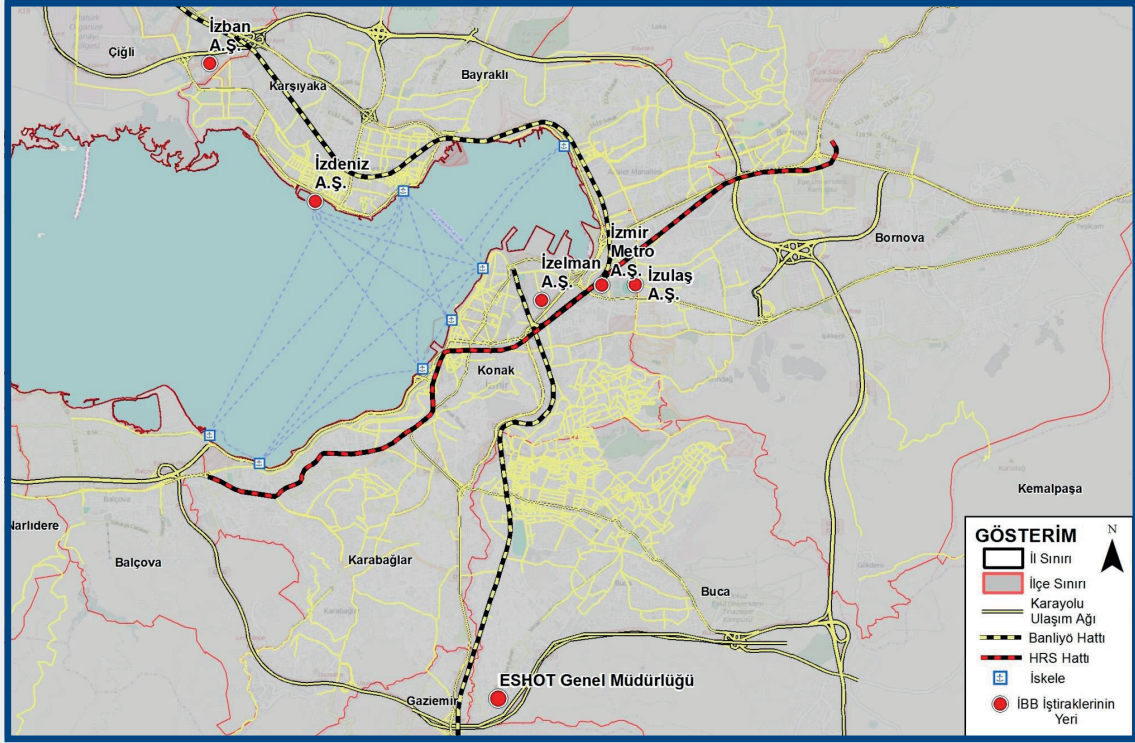 İzban
A.Ş.
Çiğli
Karşıyaka
Bayraklı
İzdeniz
A.Ş.
İzmir
Metro
A.Ş.
İzelman
A.Ş.
İzulaş
A.Ş.
Bornova
Konak
İzmir
Kemalpaşa
Narlıdere
Balçova
Karabağlar
Buca
Gaziemir
ESHOT Genel Müdürlüğü
GÖSTERİM
N
İl Sınırı
İlçe Sınırı
Karayolu
Ulaşım Ağı
Banliyö Hattı
HRS Hattı
İskele
İBB İştiraklerinin
Yeri